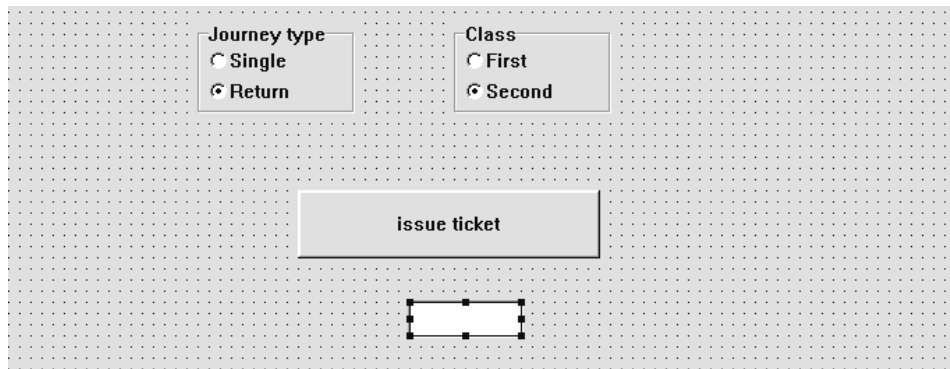 Journey type
Single
Return
Class
First
Second
issue ticket